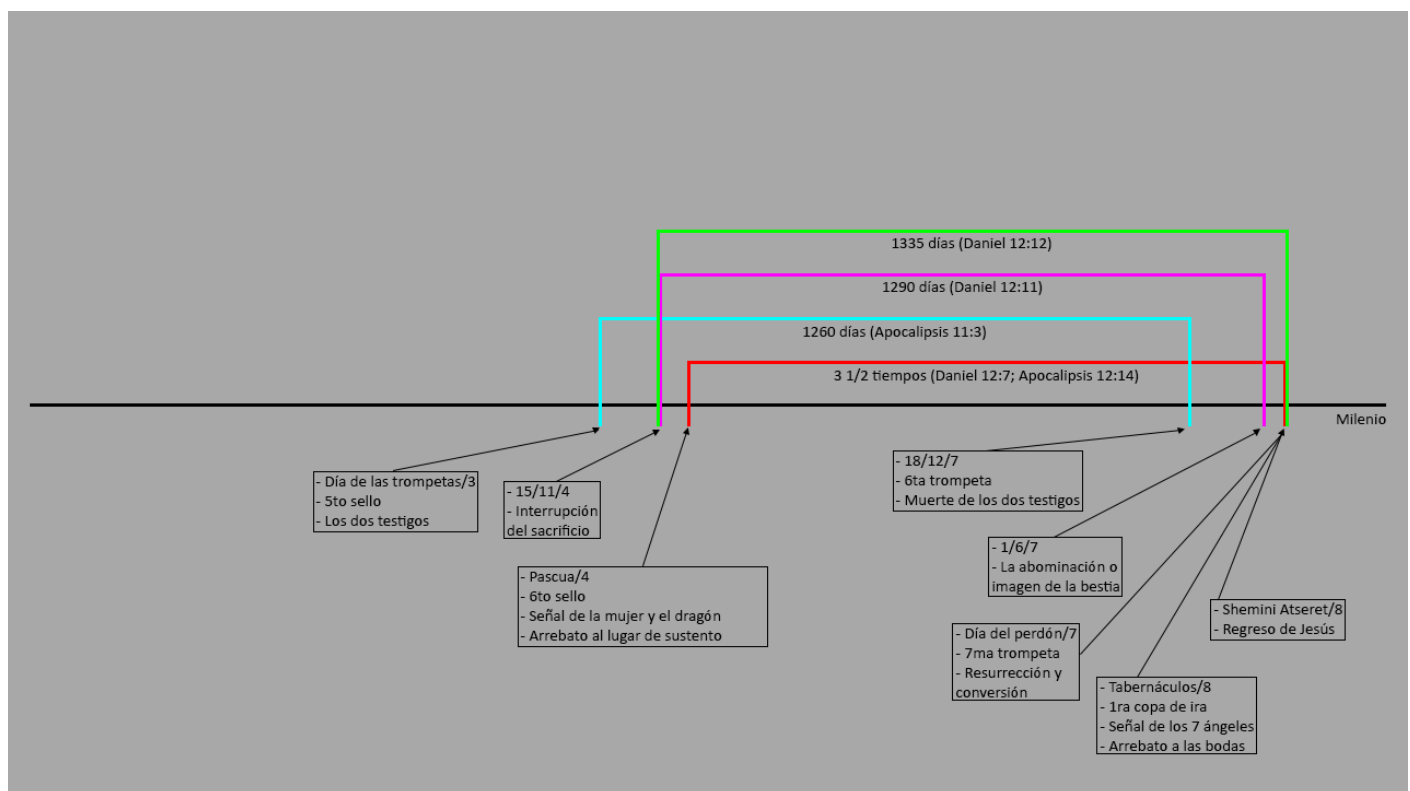 1335 días (Daniel 12:12)
1290 días (Daniel 12:11)
1260 días (Apocalipsis 11:3)
3 1/2 tiempos (Daniel 12:7; Apocalipsis 12:14)
Milenio
- Día de las trompetas/3
- 5to sello
- Los dos testigos
- 15/11/4
- Interrupción
del sacrificio
- Pascua/4
- 6to sello
- Señal de la mujer y el dragón
- Arrebato al lugar de sustento
- 18/12/7
- 6ta trompeta
- Muerte de los dos testigos
- 1/6/7
- La abominación o
imagen de la bestia
- Día del perdón/7
- 7ma trompeta
- Resurrección y
conversión
- Tabernáculos/8
- 1ra copa de ira
- Señal de los 7 ángeles
- Arrebato a las bodas
- Shemini Atseret/8
- Regreso de Jesús